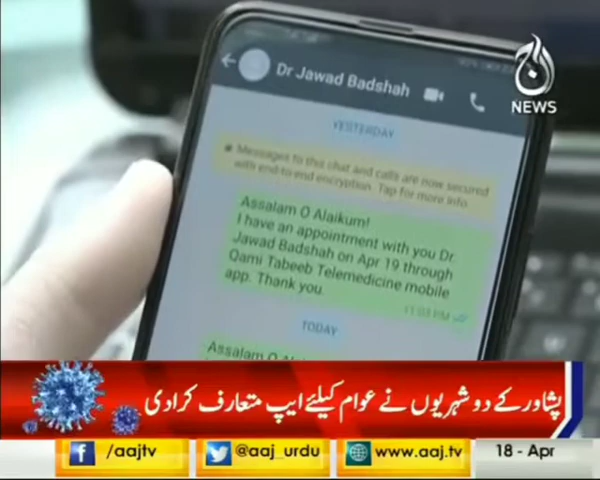 Dr Jawad Badshah
آج
NEWS
YESTERDAY
Messages to this chat and calls are now secured
with end-to-end encryption. Tap for more info.
Assalam O Alaikum!
I have an appointment with you Dr.
Jawad Badshah on Apr 19 through
Qami Tabeeb Telemedicine mobile
app. Thank you.
11:03 PM
TODAY
Assalam O
پشاور کے دو شہریوں نے عوام کیلئے ایپ متعارف کرادی
/aajtv
@aaj_urdu
www.aaj.tv
18 - Apr